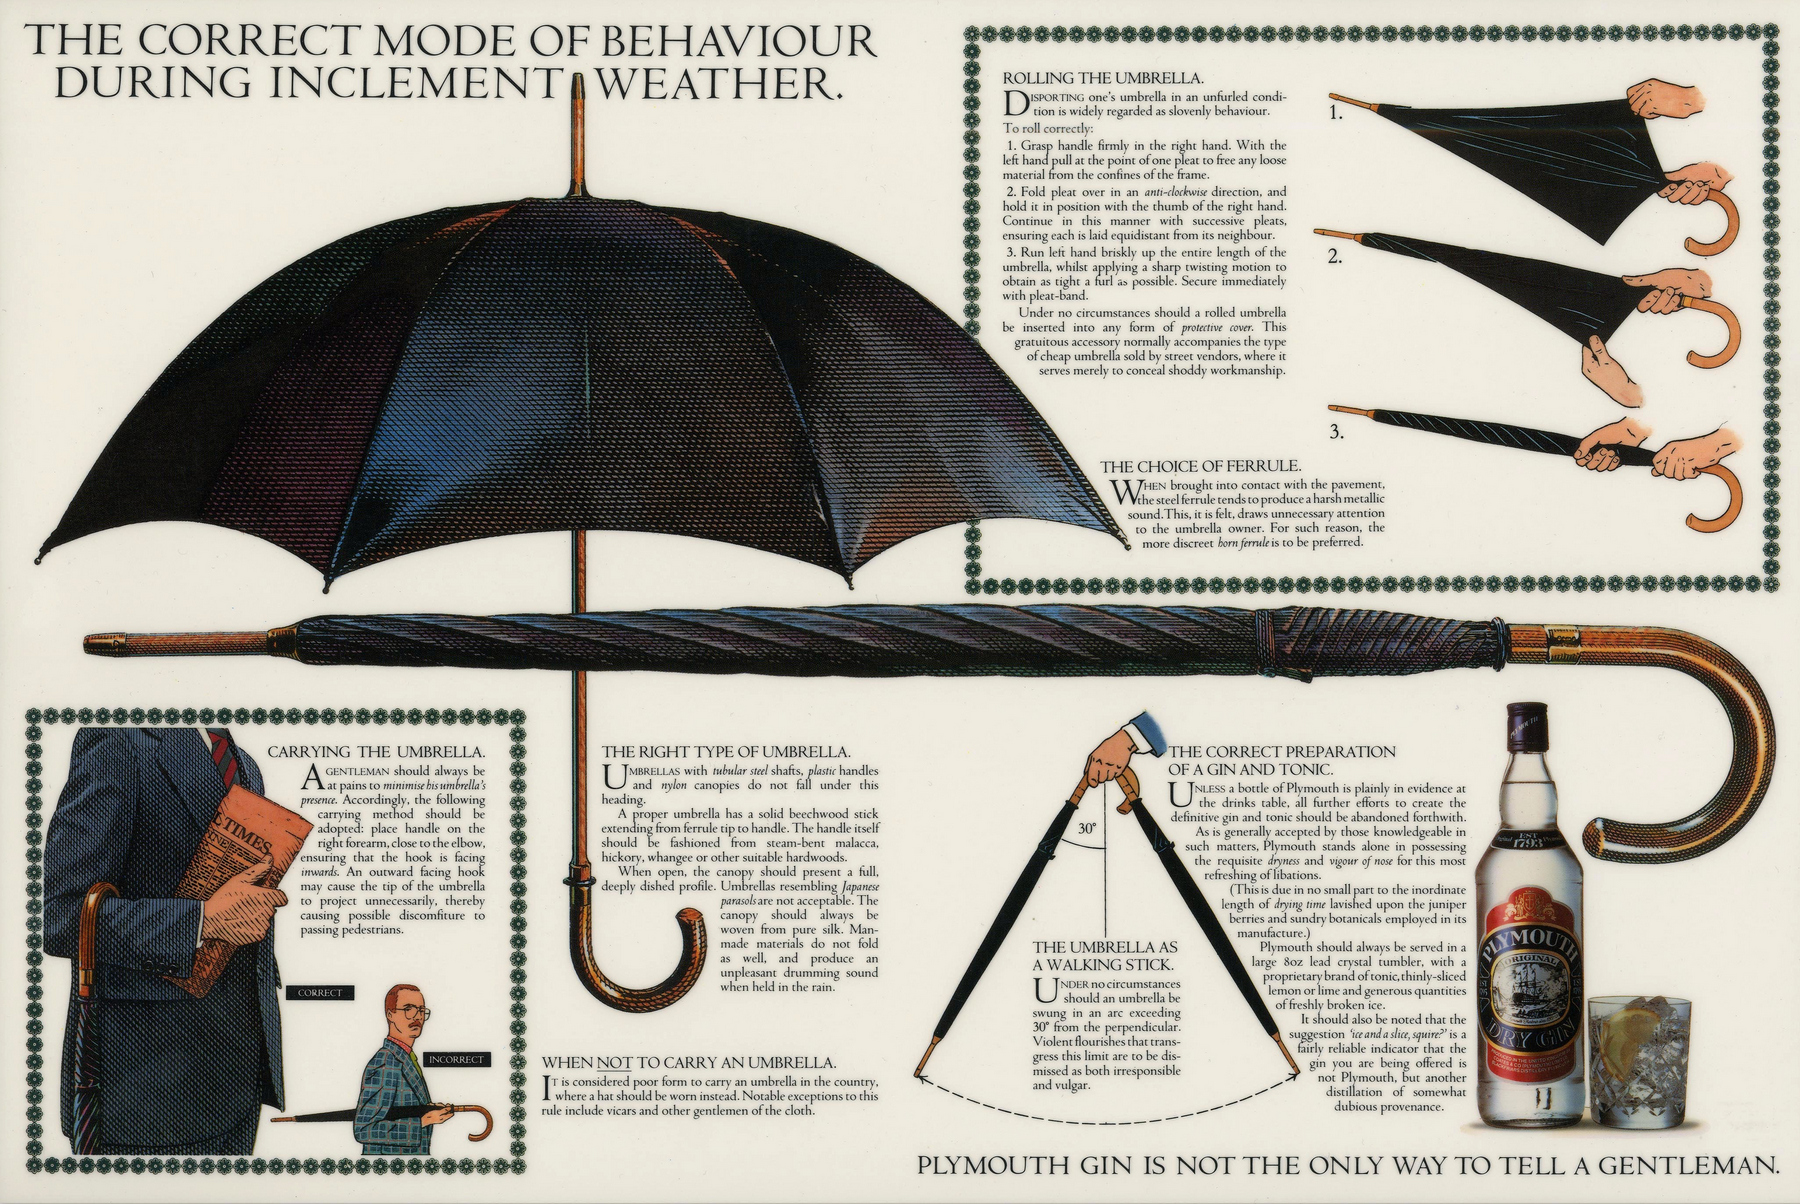 THE CORRECT MODE OF BEHAVIOUR
DURING INCLEMENT WEATHER.
ROLLING THE UMBRELLA.
DISPORTING one's umbrella in an unfurled condi-
tion is widely regarded as slovenly behaviour.
To roll correctly:
1. Grasp handle firmly in the right hand. With the
left hand pull at the point of one pleat to free any loose
material from the confines of the frame.
2. Fold pleat over in an anti-clockwise direction, and
hold it in position with the thumb of the right hand.
Continue in this manner with successive pleats,
ensuring each is laid equidistant from its neighbour.
3. Run left hand briskly up the entire length of the
umbrella, whilst applying a sharp twisting motion to
obtain as tight a furl as possible. Secure immediately
with pleat-band.
Under no circumstances should a rolled umbrella
be inserted into any form of protective cover. This
gratuitous accessory normally accompanies the type
of cheap umbrella sold by street vendors, where it
serves merely to conceal shoddy workmanship.
1.
2.
3.
THE CHOICE OF FERRULE.
WHEN brought into contact with the pavement,
the steel ferrule tends to produce a harsh metallic
sound. This, it is felt, draws unnecessary attention
to the umbrella owner. For such reason, the
more discreet horn ferrule is to be preferred.
CARRYING THE UMBRELLA.
A GENTLEMAN should always be
at pains to minimise his umbrella's
presence. Accordingly, the following
carrying method should be
adopted: place handle on the
right forearm, close to the elbow,
ensuring that the hook is facing
inwards. An outward facing hook
may cause the tip of the umbrella
to project unnecessarily, thereby
causing possible discomfiture to
passing pedestrians.
TIMES
CORRECT
INCORRECT
THE RIGHT TYPE OF UMBRELLA.
UMBRELLAS with tubular steel shafts, plastic handles
and nylon canopies do not fall under this
heading.
A proper umbrella has a solid beechwood stick
extending from ferrule tip to handle. The handle itself
should be fashioned from steam-bent malacca,
hickory, whangee or other suitable hardwoods.
When open, the canopy should present a full,
deeply dished profile. Umbrellas resembling Japanese
parasols are not acceptable. The
canopy should always be
woven from pure silk. Man-
made materials do not fold
as well, and produce an
unpleasant drumming sound
when held in the rain.
WHEN NOT TO CARRY AN UMBRELLA.
IT is considered poor form to carry an umbrella in the country,
where a hat should be worn instead. Notable exceptions to this
rule include vicars and other gentlemen of the cloth.
30°
THE UMBRELLA AS
A WALKING STICK.
UNDER no circumstances
should an umbrella be
swung in an arc exceeding
30° from the perpendicular.
Violent flourishes that trans-
gress this limit are to be dis-
missed as both irresponsible
and vulgar.
THE CORRECT PREPARATION
OF A GIN AND TONIC.
UNLESS a bottle of Plymouth is plainly in evidence at
the drinks table, all further efforts to create the
definitive gin and tonic should be abandoned forthwith.
As is generally accepted by those knowledgeable in
such matters, Plymouth stands alone in possessing
the requisite dryness and vigour of nose for this most
refreshing of libations.
(This is due in no small part to the inordinate
length of drying time lavished upon the juniper
berries and sundry botanicals employed in its
manufacture.)
Plymouth should always be served in a
large 8oz lead crystal tumbler, with a
proprietary brand of tonic, thinly-sliced
lemon or lime and generous quantities
of freshly broken ice.
It should also be noted that the
suggestion 'ice and a slice, squire?' is a
fairly reliable indicator that the
gin you are being offered is
not Plymouth, but another
distillation of somewhat
dubious provenance.
PLYMOUTH
EST
1793
PLYMOUTH
ORIGINAL
DRY GIN
PLYMOUTH GIN IS NOT THE ONLY WAY TO TELL A GENTLEMAN.